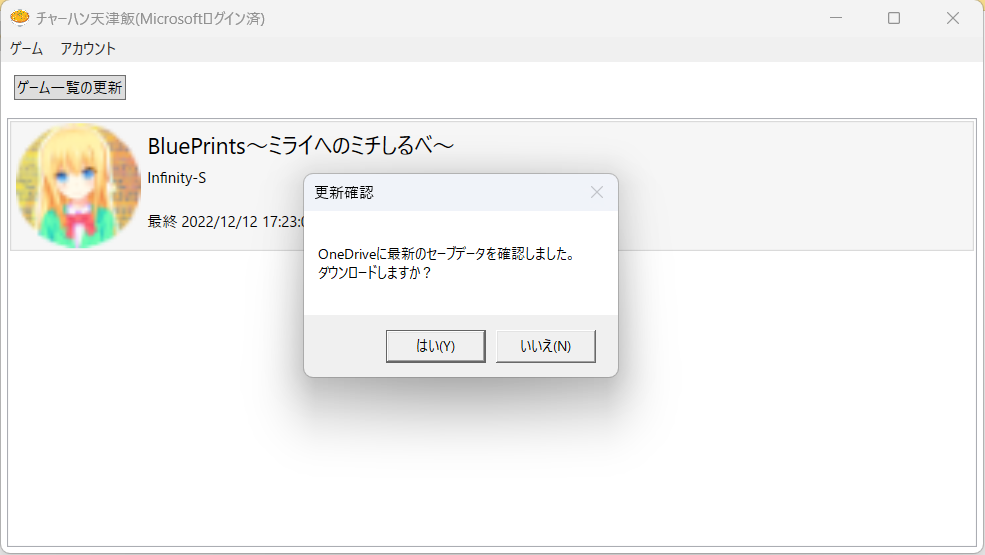 チャーハン天津飯(Microsoftログイン済)
ゲーム アカウント
ゲーム一覧の更新
BluePrints～ミライへのミチしるべ～
Infinity-S
最終 2022/12/12 17:23:0
更新確認
OneDriveに最新のセーブデータを確認しました。
ダウンロードしますか？
はい(Y) いいえ(N)